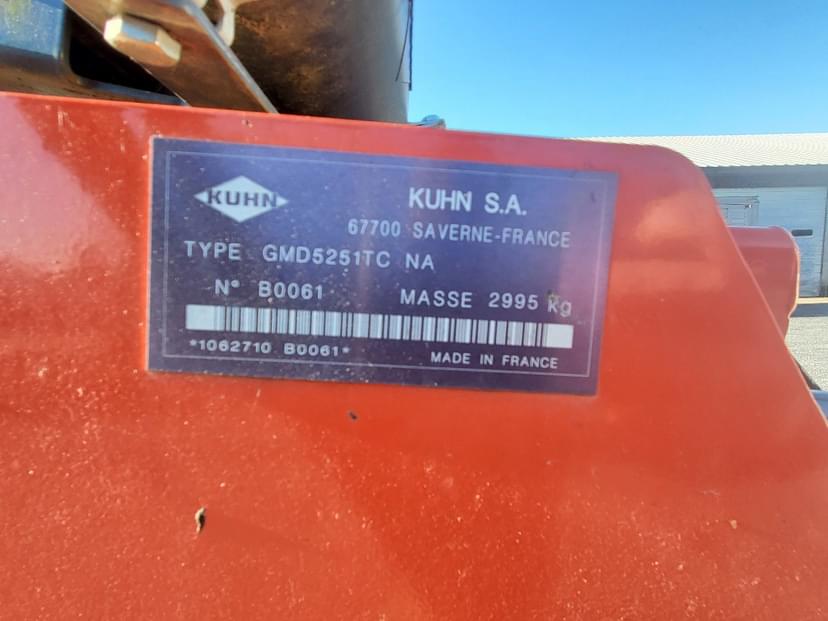 KUHN
KUHN S.A.
67700 SAVERNE-FRANCE
TYPE GMD5251TC NA
N° B0061 MASSE 2995 Kg
*1062710 B0061*
MADE IN FRANCE